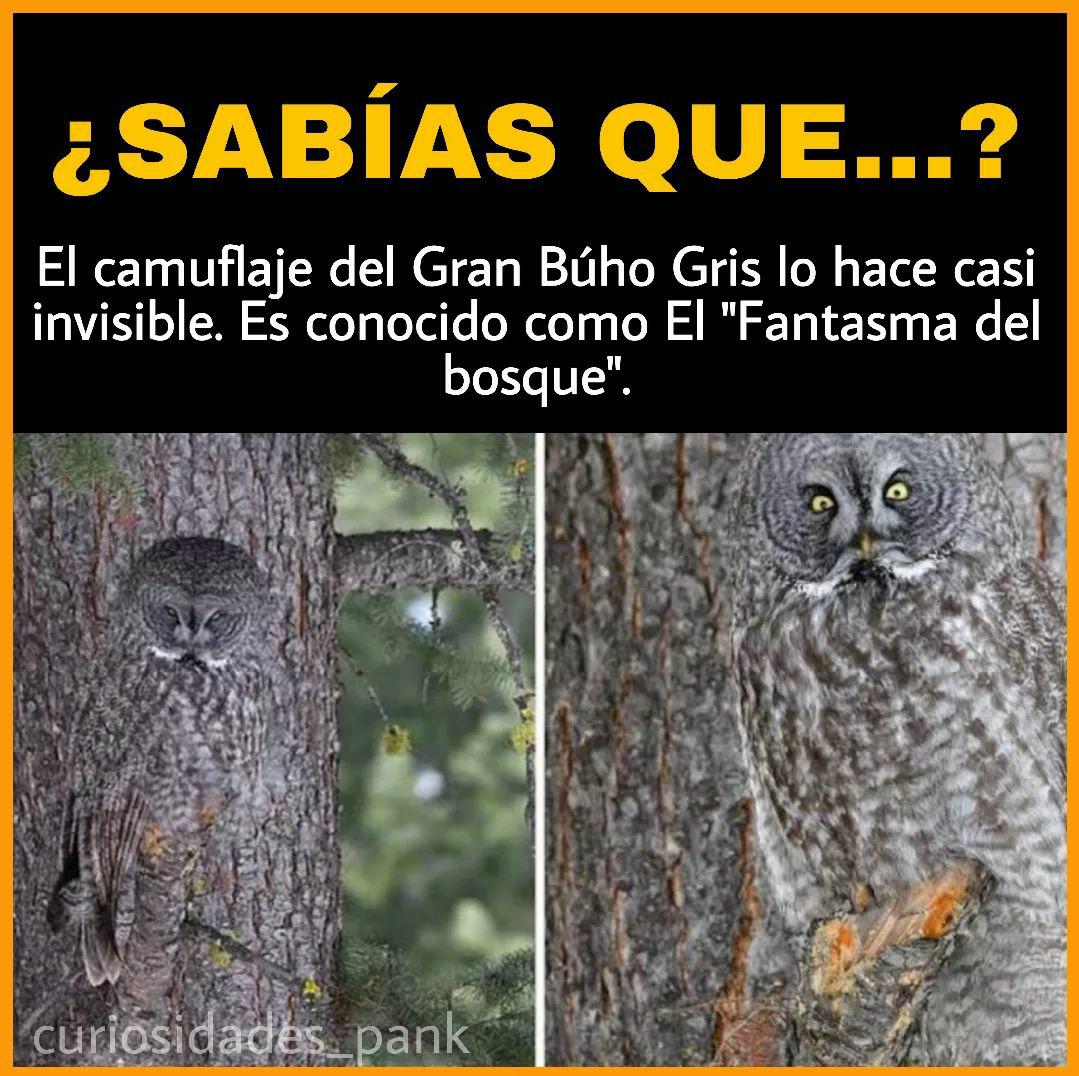 ¿SABÍAS QUE...?
El camuflaje del Gran Búho Gris lo hace casi
invisible. Es conocido como El "Fantasma del
bosque".
curiosidades_pank